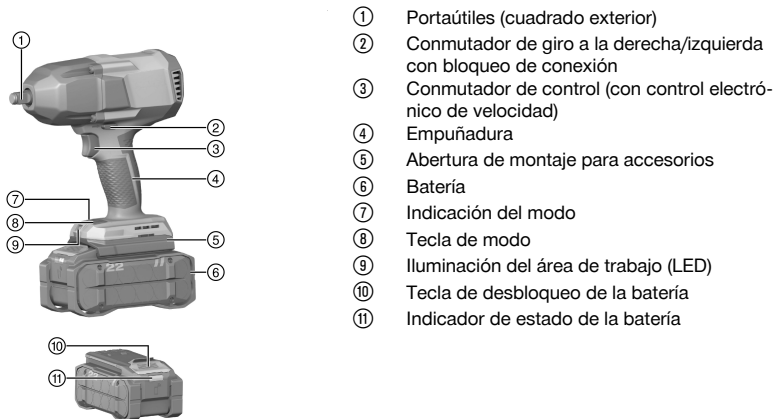 ① Portaútiles (cuadrado exterior)
② Conmutador de giro a la derecha/izquierda
con bloqueo de conexión
③ Conmutador de control (con control electró-
nico de velocidad)
④ Empuñadura
⑤ Abertura de montaje para accesorios
⑥ Batería
⑦ Indicación del modo
⑧ Tecla de modo
⑨ Iluminación del área de trabajo (LED)
⑩ Tecla de desbloqueo de la batería
⑪ Indicador de estado de la batería
①
②
③
④
⑦
⑧
⑨
⑤
22
⑥
⑩
⑪